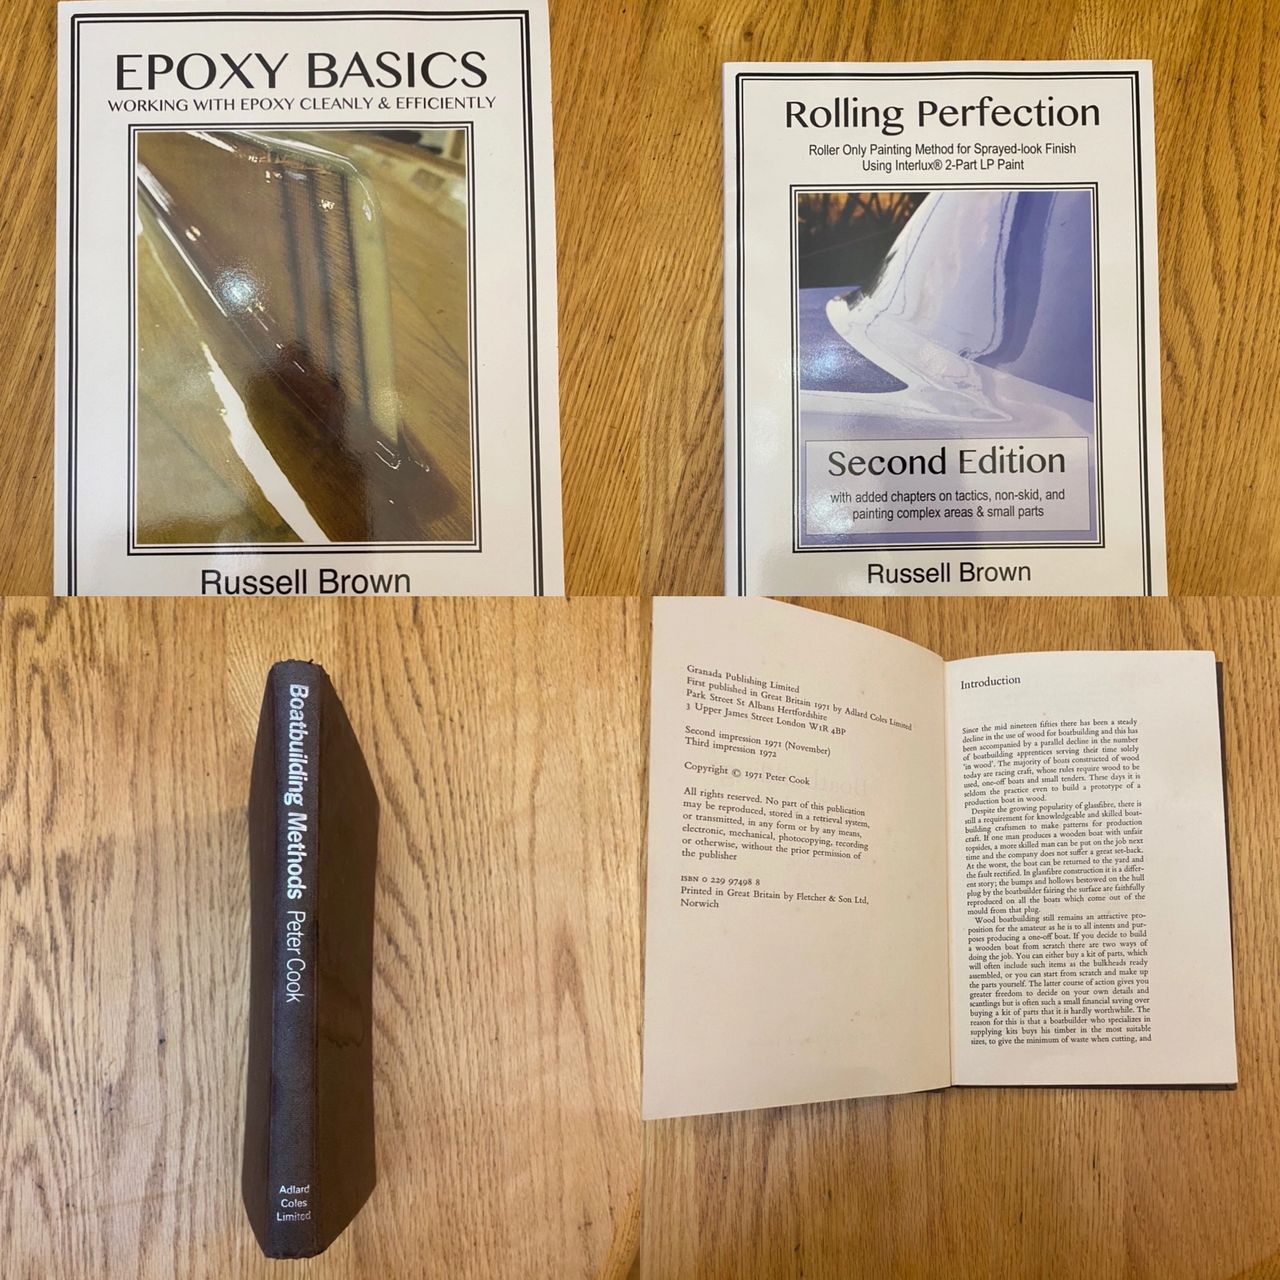 EPOXY BASICS
WORKING WITH EPOXY CLEANLY & EFFICIENTLY
Russell Brown
Rolling Perfection
Roller Only Painting Method for Sprayed-look Finish
Using Interlux® 2-Part LP Paint
Second Edition
with added chapters on tactics, non-skid, and
painting complex areas & small parts
Russell Brown
Boatbuilding Methods Peter Cook
Adlard
Coles
Limited
Granada Publishing Limited
First published in Great Britain 1971 by Adlard Coles Limited
Park Street St Albans Hertfordshire
3 Upper James Street London W1R 4BP
Second impression 1971 (November)
Third impression 1972
Copyright © 1971 Peter Cook
All rights reserved. No part of this publication
may be reproduced, stored in a retrieval system,
or transmitted, in any form or by any means,
electronic, mechanical, photocopying, recording
or otherwise, without the prior permission of
the publisher
ISBN 0 229 97498 8
Printed in Great Britain by Fletcher & Son Ltd,
Norwich
Introduction
Since the mid nineteen fifties there has been a steady
decline in the use of wood for boatbuilding and this has
been accompanied by a parallel decline in the number
of boatbuilding apprentices serving their time solely
'in wood'. The majority of boats constructed of wood
today are racing craft, whose rules require wood to be
used, one-off boats and small tenders. These days it is
seldom the practice even to build a prototype of a
production boat in wood.
Despite the growing popularity of glassfibre, there is
still a requirement for knowledgeable and skilled boat-
building craftsmen to make patterns for production
craft. If one man produces a wooden boat with unfair
topsides, a more skilled man can be put on the job next
time and the company does not suffer a great set-back.
At the worst, the boat can be returned to the yard and
the fault rectified. In glassfibre construction it is a differ-
ent story; the bumps and hollows bestowed on the hull
plug by the boatbuilder fairing the surface are faithfully
reproduced on all the boats which come out of the
mould from that plug.
Wood boatbuilding still remains an attractive pro-
position for the amateur as he is to all intents and pur-
poses producing a one-off boat. If you decide to build
a wooden boat from scratch there are two ways of
doing the job. You can either buy a kit of parts, which
will often include such items as the bulkheads ready
assembled, or you can start from scratch and make up
the parts yourself. The latter course of action gives you
greater freedom to decide on your own details and
scantlings but is often such a small financial saving over
buying a kit of parts that it is hardly worthwhile. The
reason for this is that a boatbuilder who specializes in
supplying kits buys his timber in the most suitable
sizes, to give the minimum of waste when cutting, and